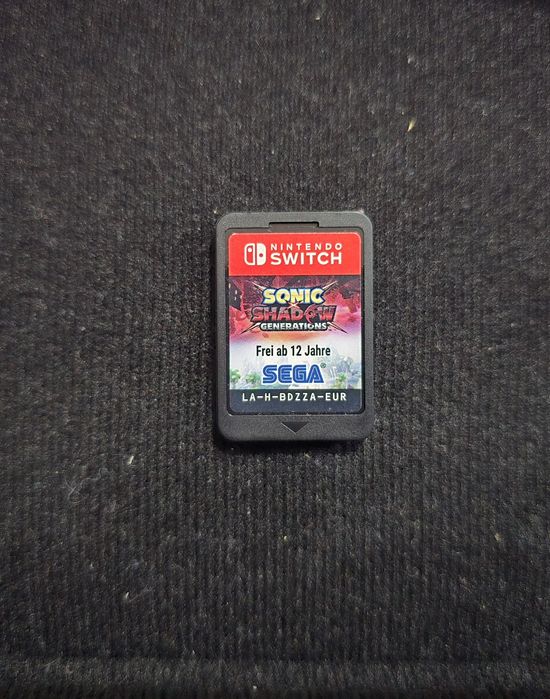 NINTENDO
SWITCH
SONIC
X
SHADOW
GENERATIONS
Frei ab 12 Jahre
SEGA®
LA-H-BDZZA-EUR